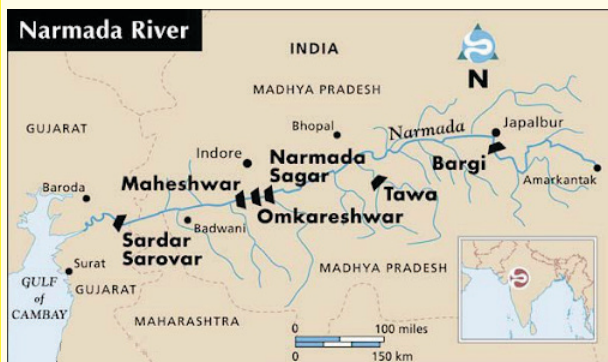 Narmada River
INDIA
N
MADHYA PRADESH
GUJARAT
Bhopal
Narmada
Japalbur
Indore
Narmada
Sagar
Bargi
Baroda
Maheshwar
Tawa
Amarkantak
Omkareshwar
Badwani
Sardar
Sarovar
Surat
MADHYA PRADESH
GULF
of
CAMBAY
GUJARAT
MAHARASHTRA
0 100 miles
0 150 km